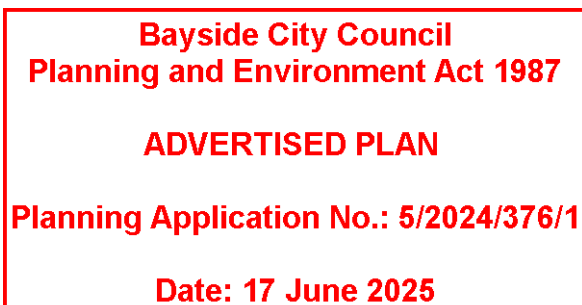 Bayside City Council
Planning and Environment Act 1987
ADVERTISED PLAN
Planning Application No.: 5/2024/376/1
Date: 17 June 2025